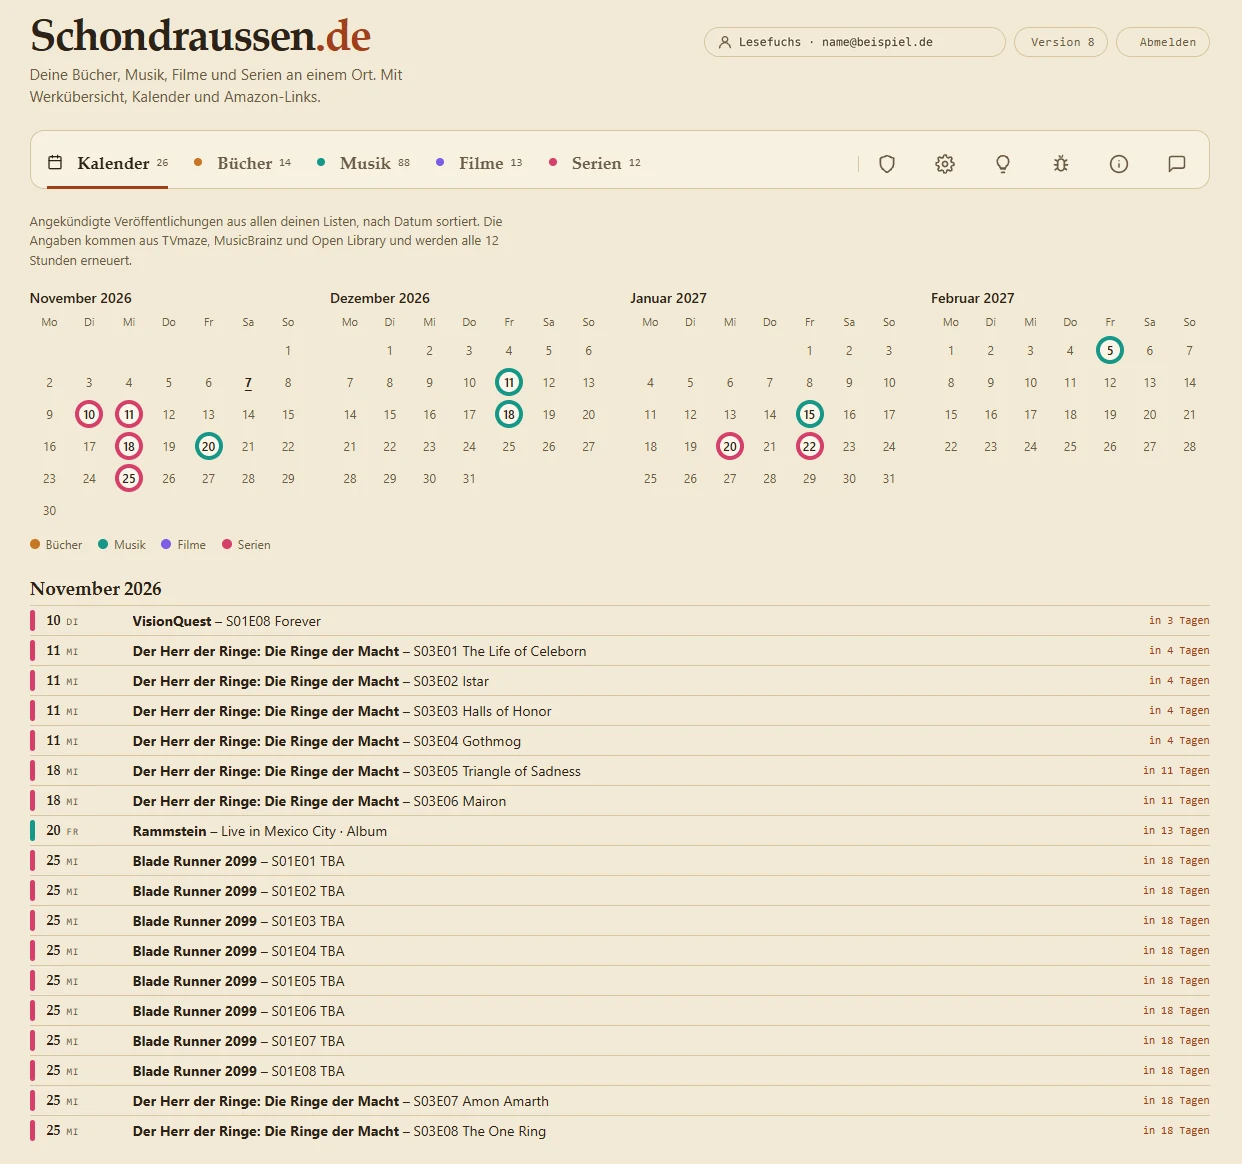 Schondraussen.de
Deine Bücher, Musik, Filme und Serien an einem Ort. Mit
Werkübersicht, Kalender und Amazon-Links.
Lesefuchs · name@beispiel.de
Version 8
Abmelden
Kalender 26
Bücher 14
Musik 88
Filme 13
Serien 12
Angekündigte Veröffentlichungen aus allen deinen Listen, nach Datum sortiert. Die
Angaben kommen aus TVmaze, MusicBrainz und Open Library und werden alle 12
Stunden erneuert.
November 2026
Mo Di Mi Do Fr Sa So
1
2 3 4 5 6 7 8
9 10 11 12 13 14 15
16 17 18 19 20 21 22
23 24 25 26 27 28 29
30
Dezember 2026
Mo Di Mi Do Fr Sa So
1 2 3 4 5 6
7 8 9 10 11 12 13
14 15 16 17 18 19 20
21 22 23 24 25 26 27
28 29 30 31
Januar 2027
Mo Di Mi Do Fr Sa So
1 2 3
4 5 6 7 8 9 10
11 12 13 14 15 16 17
18 19 20 21 22 23 24
25 26 27 28 29 30 31
Februar 2027
Mo Di Mi Do Fr Sa So
1 2 3 4 5 6 7
8 9 10 11 12 13 14
15 16 17 18 19 20 21
22 23 24 25 26 27 28
Bücher Musik Filme Serien
November 2026
10 DI VisionQuest – S01E08 Forever in 3 Tagen
11 MI Der Herr der Ringe: Die Ringe der Macht – S03E01 The Life of Celeborn in 4 Tagen
11 MI Der Herr der Ringe: Die Ringe der Macht – S03E02 Istar in 4 Tagen
11 MI Der Herr der Ringe: Die Ringe der Macht – S03E03 Halls of Honor in 4 Tagen
11 MI Der Herr der Ringe: Die Ringe der Macht – S03E04 Gothmog in 4 Tagen
18 MI Der Herr der Ringe: Die Ringe der Macht – S03E05 Triangle of Sadness in 11 Tagen
18 MI Der Herr der Ringe: Die Ringe der Macht – S03E06 Mairon in 11 Tagen
20 FR Rammstein – Live in Mexico City · Album in 13 Tagen
25 MI Blade Runner 2099 – S01E01 TBA in 18 Tagen
25 MI Blade Runner 2099 – S01E02 TBA in 18 Tagen
25 MI Blade Runner 2099 – S01E03 TBA in 18 Tagen
25 MI Blade Runner 2099 – S01E04 TBA in 18 Tagen
25 MI Blade Runner 2099 – S01E05 TBA in 18 Tagen
25 MI Blade Runner 2099 – S01E06 TBA in 18 Tagen
25 MI Blade Runner 2099 – S01E07 TBA in 18 Tagen
25 MI Blade Runner 2099 – S01E08 TBA in 18 Tagen
25 MI Der Herr der Ringe: Die Ringe der Macht – S03E07 Amon Amarth in 18 Tagen
25 MI Der Herr der Ringe: Die Ringe der Macht – S03E08 The One Ring in 18 Tagen